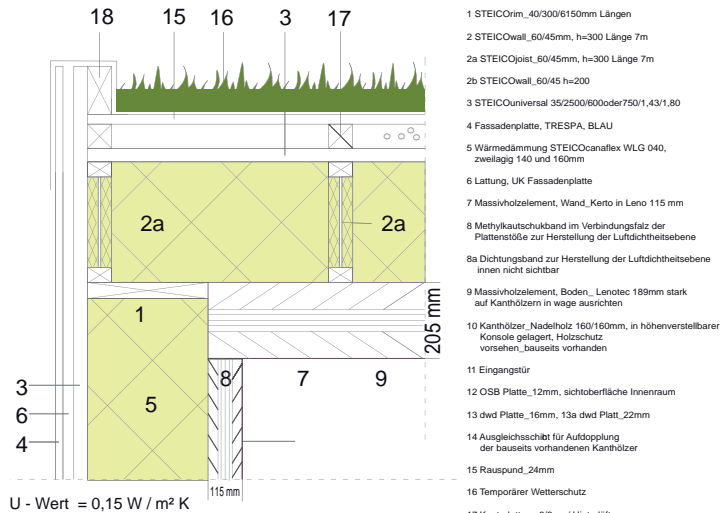 18
15
16
3
17
2a
2a
1
205 mm
8
7
9
3
5
6
4
115 mm
U - Wert = 0,15 W / m² K
1 STEICOrim_40/300/6150mm Längen
2 STEICOwall_60/45mm, h=300 Länge 7m
2a STEICOjoist_60/45mm, h=300 Länge 7m
2b STEICOwall_60/45 h=200
3 STEICOuniversal 35/2500/600oder750/1,43/1,80
4 Fassadenplatte, TRESPA, BLAU
5 Wärmedämmung STEICOcanaflex WLG 040,
zweilagig 140 und 160mm
6 Lattung, UK Fassadenplatte
7 Massivholzelement, Wand_Kerto in Leno 115 mm
8 Methylkautschukband im Verbindungsfalz der
Plattenstöße zur Herstellung der Luftdichtheitsebene
8a Dichtungsband zur Herstellung der Luftdichtheitsebene
innen nicht sichtbar
9 Massivholzelement, Boden_ Lenotec 189mm stark
auf Kanthölzern in wage ausrichten
10 Kanthölzer_Nadelholz 160/160mm, in höhenverstellbarer
Konsole gelagert, Holzschutz
vorsehen_bauseits vorhanden
11 Eingangstür
12 OSB Platte_12mm, sichtoberfläche Innenraum
13 dwd Platte_16mm, 13a dwd Platt_22mm
14 Ausgleichsschibt für Aufdopplung
der bauseits vorhandenen Kanthölzer
15 Rauspund_24mm
16 Temporärer Wetterschutz